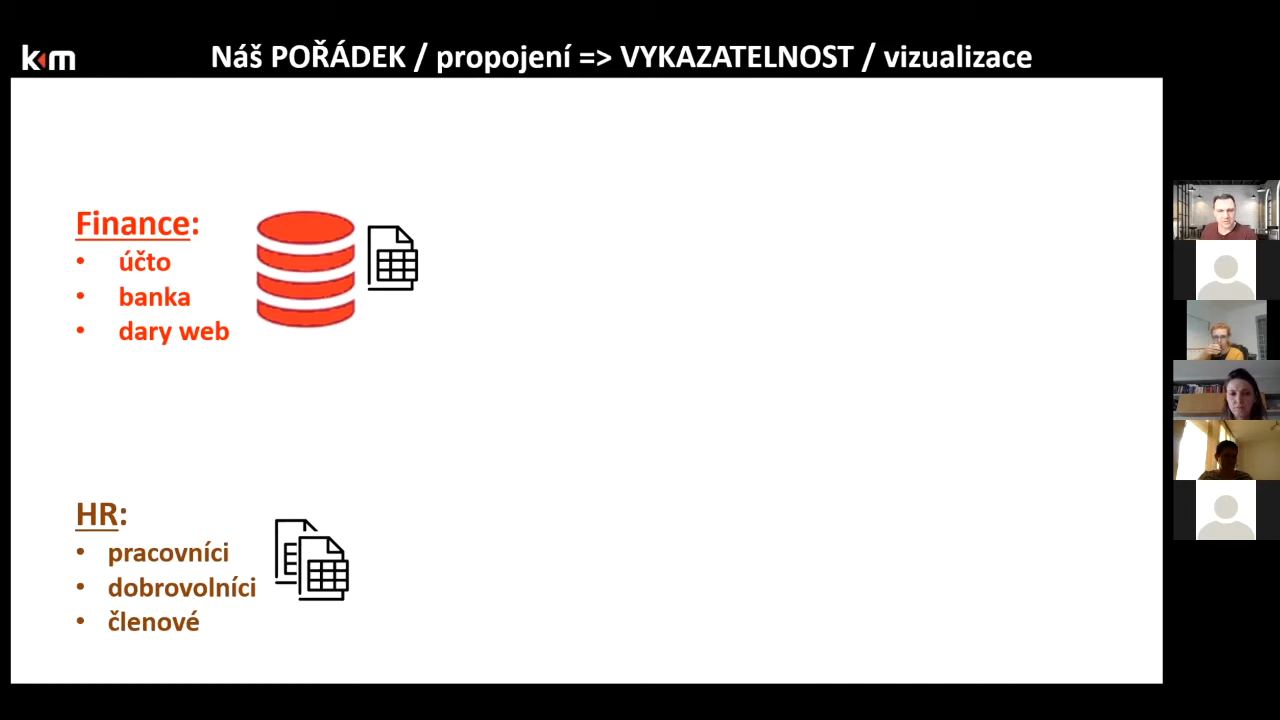 k m
Náš POŘÁDEK / propojení => VYKAZATELNOST / vizualizace
Finance:
• účto
• banka
• dary web
HR:
• pracovníci
• dobrovolníci
• členové